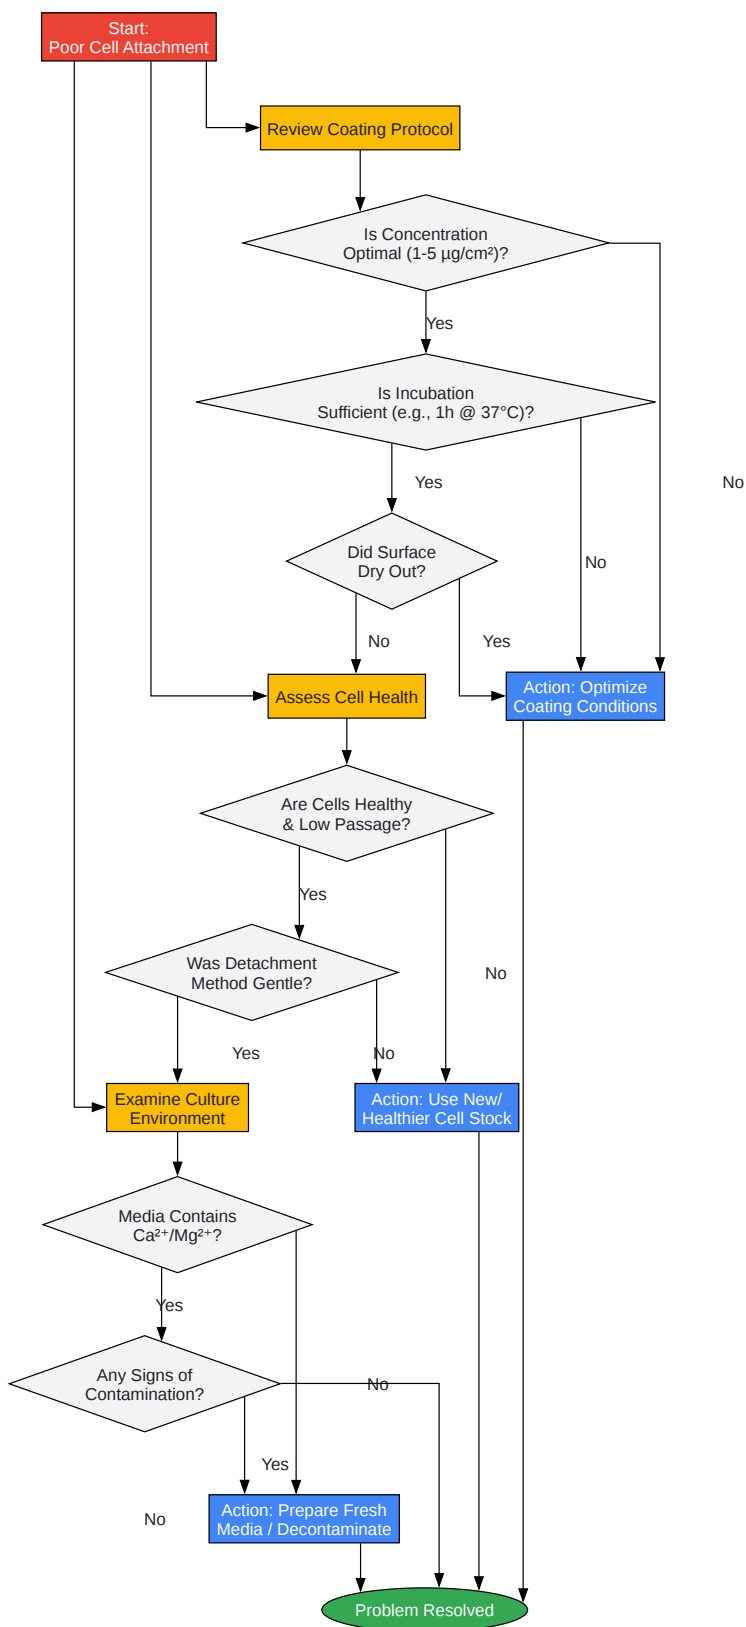 Start:
Poor Cell Attachment
Review Coating Protocol
Is Concentration
Optimal (1-5 µg/cm²)?
Yes
Is Incubation
Sufficient (e.g., 1h @ 37°C)?
Yes
No
Did Surface
Dry Out?
No
No
Yes
Assess Cell Health
Action: Optimize
Coating Conditions
Are Cells Healthy
& Low Passage?
Yes
Was Detachment
Method Gentle?
No
Yes
No
Examine Culture
Environment
Action: Use New/
Healthier Cell Stock
Media Contains
Ca²⁺/Mg²⁺?
Yes
Any Signs of
Contamination?
No
Yes
No
Action: Prepare Fresh
Media / Decontaminate
Problem Resolved